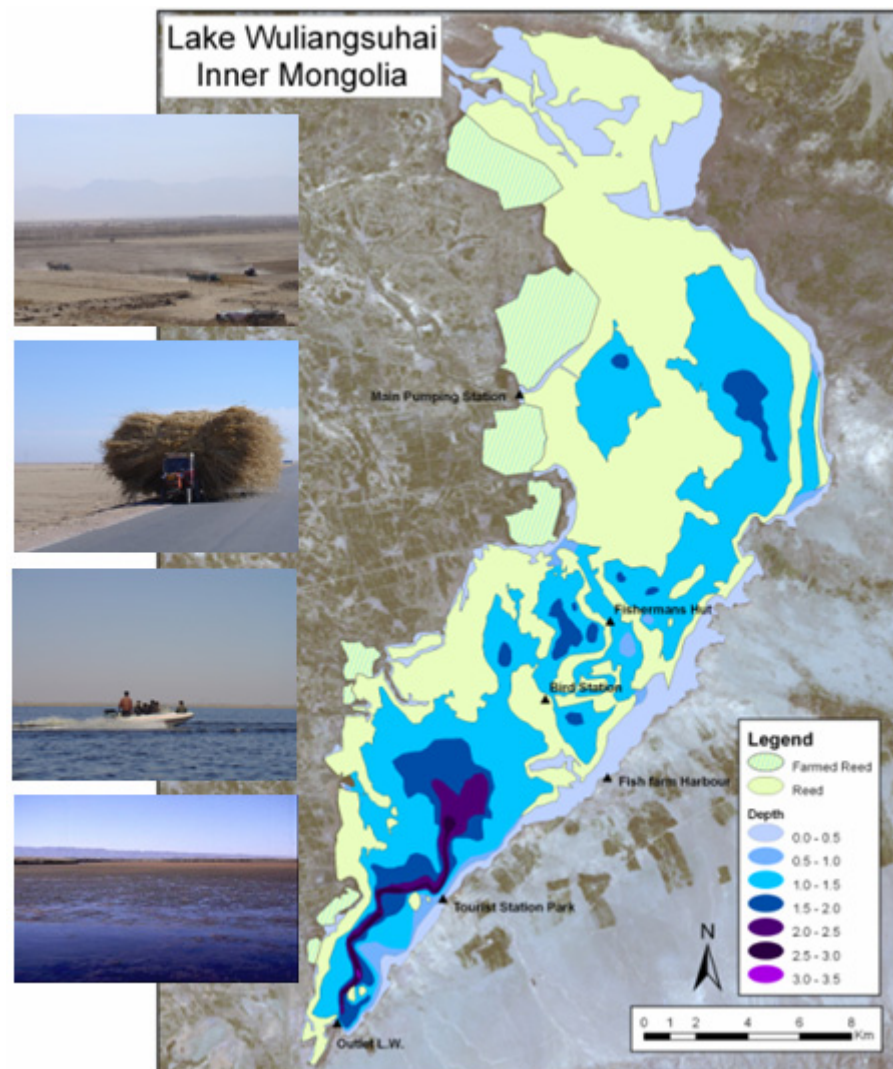 Lake Wuliangsuhai
Inner Mongolia
Main Pumping Station
Fishermans Hut
Bird Station
Fish farm Harbour
Tourist Station Park
Outlet L.W.
Legend
Farmed Reed
Reed
Depth
0.0 - 0.5
0.5 - 1.0
1.0 - 1.5
1.5 - 2.0
2.0 - 2.5
2.5 - 3.0
3.0 - 3.5
N
0 1 2 4 6 8
Km